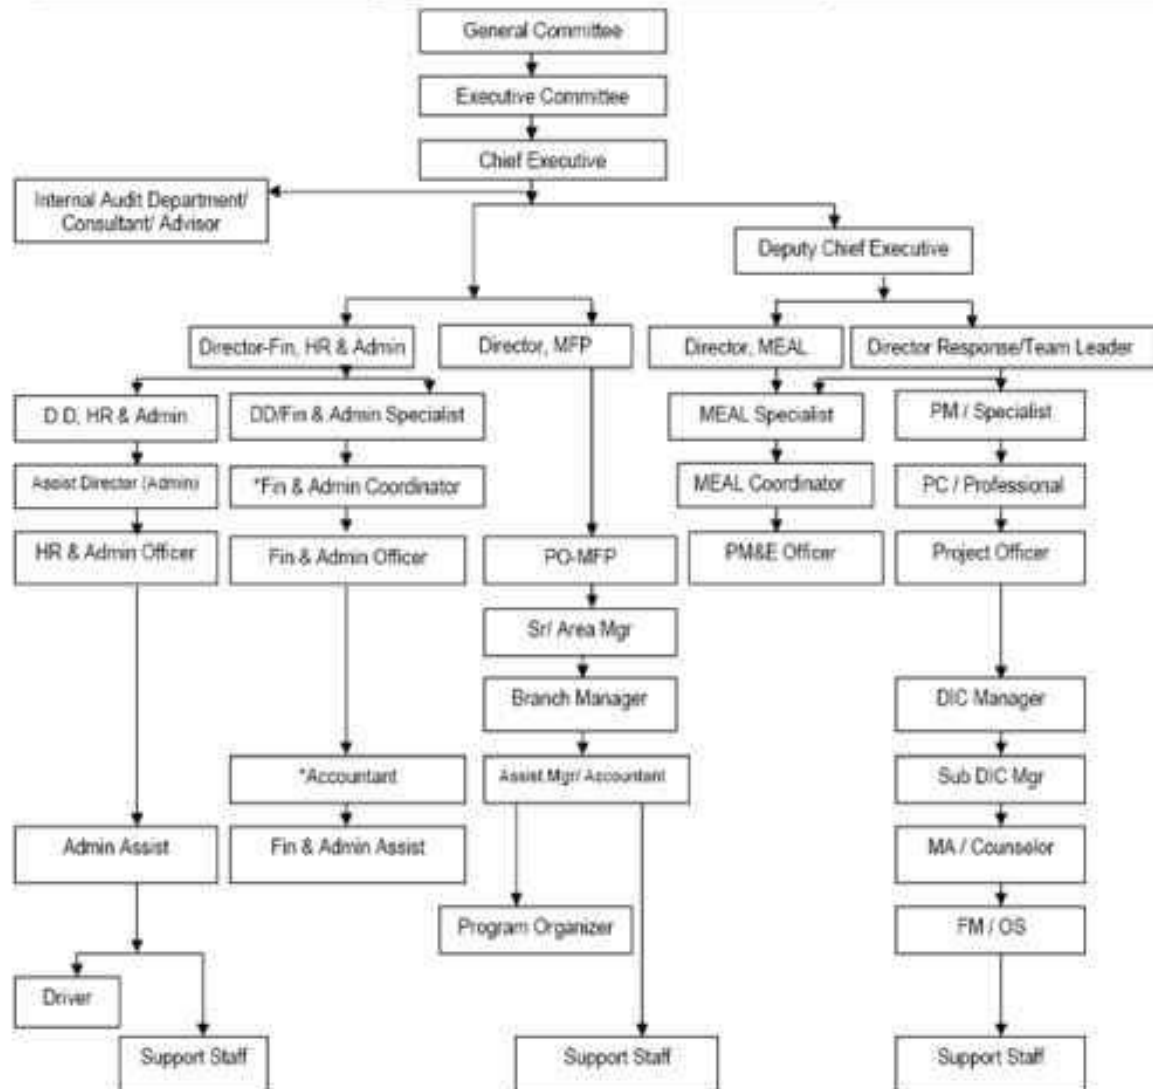 General Committee
Executive Committee
Chief Executive
Internal Audit Department/
Consultant/ Advisor
Deputy Chief Executive
Director-Fin, HR & Admin
Director, MFP
Director, MEAL
Director Response/Team Leader
D.D, HR & Admin
DD/Fin & Admin Specialist
MEAL Specialist
PM / Specialist
Assist Director (Admin)
*Fin & Admin Coordinator
MEAL Coordinator
PC / Professional
HR & Admin Officer
Fin & Admin Officer
PO-MFP
PM&E Officer
Project Officer
Sr/ Area Mgr
Branch Manager
DIC Manager
*Accountant
Assist Mgr/ Accountant
Sub DIC Mgr
Admin Assist
Fin & Admin Assist
MA / Counselor
Program Organizer
FM / OS
Driver
Support Staff
Support Staff
Support Staff